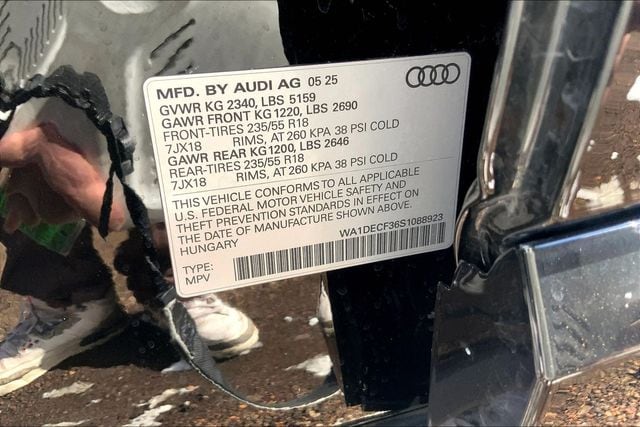 MFD. BY AUDI AG 05 25
GVWR KG 2340, LBS 5159
GAWR FRONT KG 1220, LBS 2690
FRONT-TIRES 235/55 R18
7JX18 RIMS, AT 260 KPA 38 PSI COLD
GAWR REAR KG1200, LBS 2646
REAR-TIRES 235/55 R18
7JX18 RIMS, AT 260 KPA 38 PSI COLD
THIS VEHICLE CONFORMS TO ALL APPLICABLE
U.S. FEDERAL MOTOR VEHICLE SAFETY AND
THEFT PREVENTION STANDARDS IN EFFECT ON
THE DATE OF MANUFACTURE SHOWN ABOVE.
HUNGARY
WA1DECF36S1088923
TYPE:
MPV